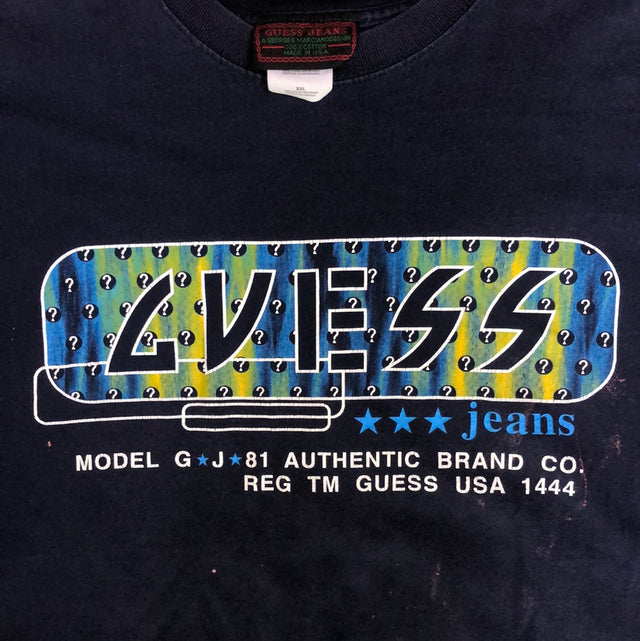 GUESS JEANS
A GEORGES MARCIANO DESIGN
100% COTTON
MADE IN U.S.A.
XXL
GUESS
★★★ jeans
MODEL G★J★81 AUTHENTIC BRAND CO.
REG TM GUESS USA 1444